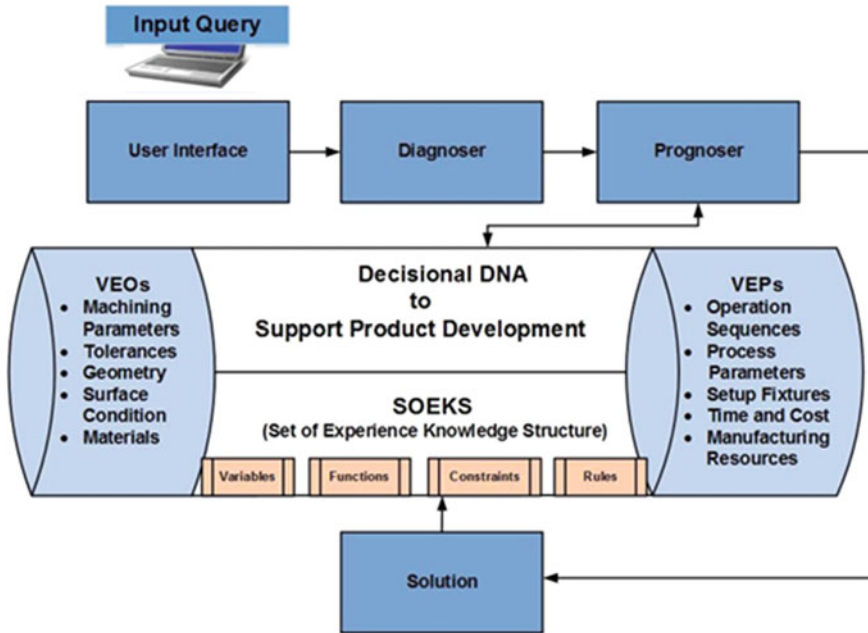 Input Query
User Interface
Diagnoser
Prognoser
VEOs
• Machining
Parameters
• Tolerances
• Geometry
• Surface
Condition
• Materials
Decisional DNA
to
Support Product Development
SOEKS
(Set of Experience Knowledge Structure)
Variables
Functions
Constraints
Rules
VEPs
• Operation
Sequences
• Process
Parameters
• Setup Fixtures
• Time and Cost
• Manufacturing
Resources
Solution